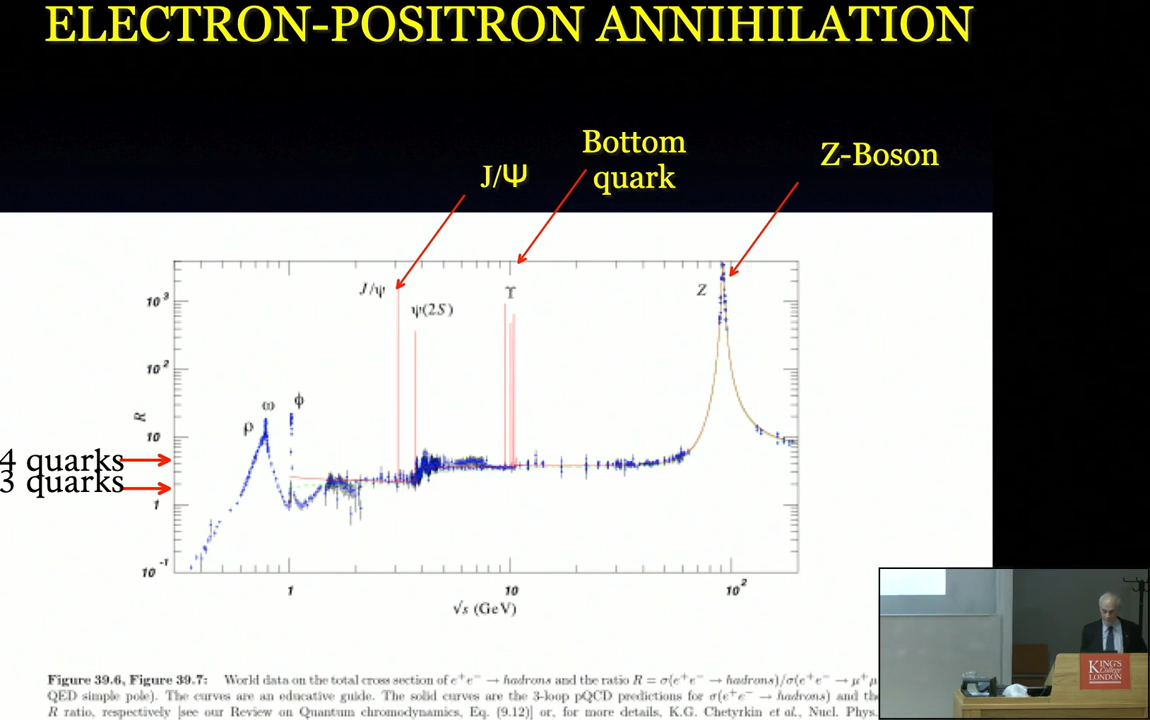 ELECTRON-POSITRON ANNIHILATION
Bottom
quark
Z-Boson
J/Ψ
J/ψ
ψ(2S)
ϒ
Z
ω
ϕ
ρ
4 quarks
3 quarks
R
10³
10²
10
1
10⁻¹
1
10
10²
√s (GeV)
Figure 39.6, Figure 39.7: World data on the total cross section of e⁺e⁻ → hadrons and the ratio R = σ(e⁺e⁻ → hadrons)/σ(e⁺e⁻ → μ⁺μ
QED simple pole). The curves are an educative guide. The solid curves are the 3-loop pQCD predictions for σ(e⁺e⁻ → hadrons) and th
R ratio, respectively [see our Review on Quantum chromodynamics, Eq. (9.12)] or, for more details, K.G. Chetyrkin et al., Nucl. Phys.
KING'S
College
LONDON